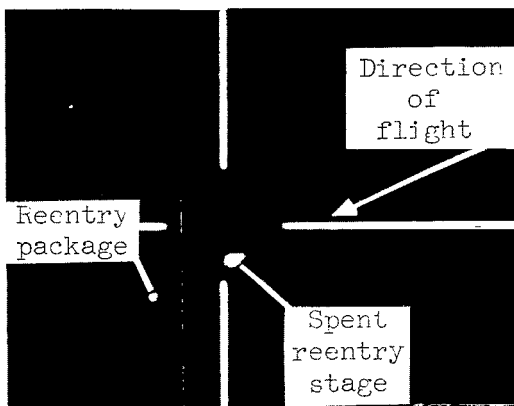 Direction
of
flight
Reentry
package
Spent
reentry
stage